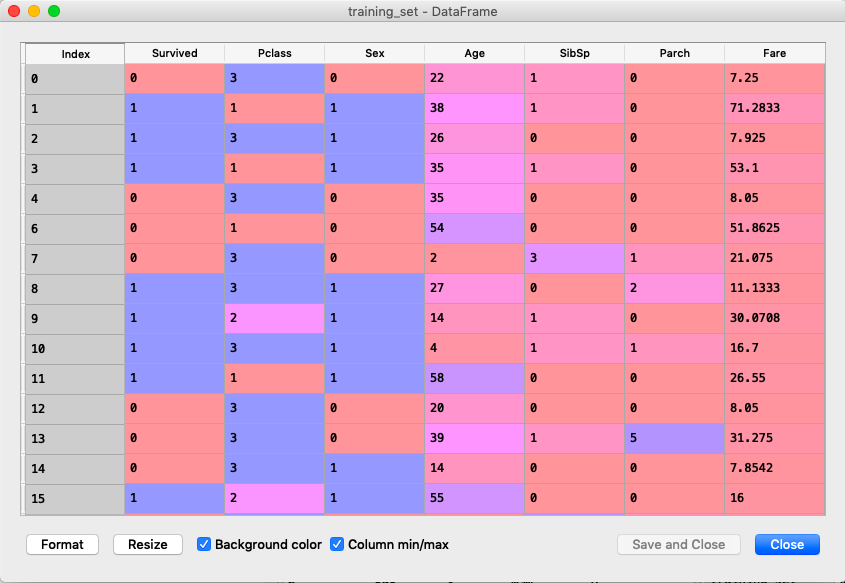 training_set - DataFrame
Index Survived Pclass Sex Age SibSp Parch Fare
0 0 3 0 22 1 0 7.25
1 1 1 1 38 1 0 71.2833
2 1 3 1 26 0 0 7.925
3 1 1 1 35 1 0 53.1
4 0 3 0 35 0 0 8.05
6 0 1 0 54 0 0 51.8625
7 0 3 0 2 3 1 21.075
8 1 3 1 27 0 2 11.1333
9 1 2 1 14 1 0 30.0708
10 1 3 1 4 1 1 16.7
11 1 1 1 58 0 0 26.55
12 0 3 0 20 0 0 8.05
13 0 3 0 39 1 5 31.275
14 0 3 1 14 0 0 7.8542
15 1 2 1 55 0 0 16
Format Resize Background color Column min/max Save and Close Close